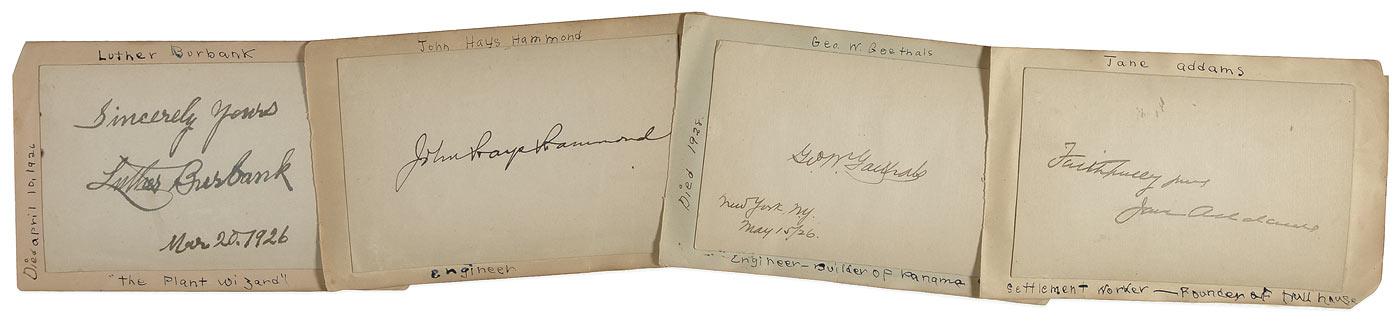 Luther Burbank
Sincerely Yours
Luther Burbank
Mar 20, 1926
"The Plant Wizard"
Died april 10, 1926
John Hays Hammond
John Hays Hammond
Engineer
Geo. W. Goethals
Geo W. Goethals
New York, N.Y.
May 15/26.
Engineer - Builder of Panama
Died 1928.
Jane addams
Faithfully yours
Jane Addams
Settlement Worker — Founder of Hull house